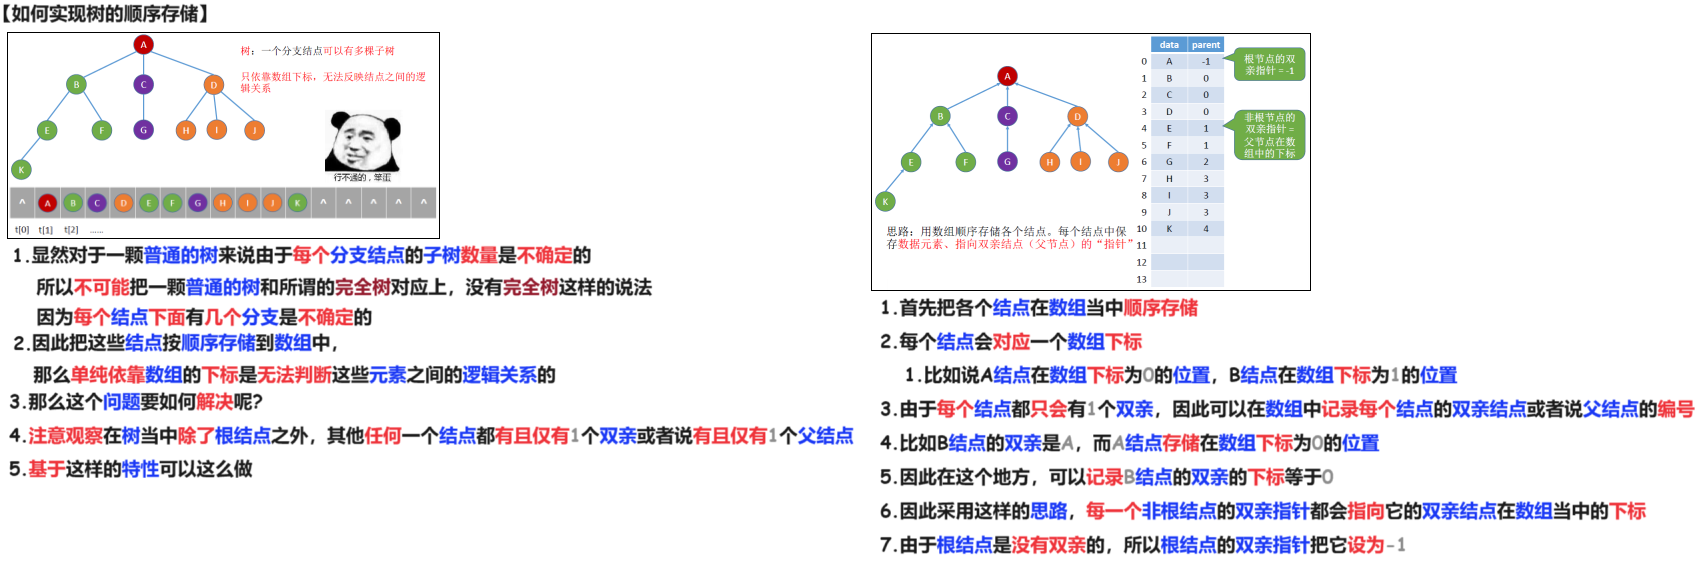 【如何实现树的顺序存储】
A
树：一个分支结点可以有多棵子树
只依靠数组下标，无法反映结点之间的逻
辑关系
B
C
D
E
F
G
H
I
J
K
行不通的，笨蛋
^ A B C D E F G H I J K ^ ^ ^ ^ ^
t[0] t[1] t[2] ......
1.显然对于一颗普通的树来说由于每个分支结点的子树数量是不确定的
所以不可能把一颗普通的树和所谓的完全树对应上，没有完全树这样的说法
因为每个结点下面有几个分支是不确定的
2.因此把这些结点按顺序存储到数组中，
那么单纯依靠数组的下标是无法判断这些元素之间的逻辑关系的
3.那么这个问题要如何解决呢?
4.注意观察在树当中除了根结点之外，其他任何一个结点都有且仅有1个双亲或者说有且仅有1个父结点
5.基于这样的特性可以这么做
A
B
C
D
E
F
G
H
I
J
K
思路：用数组顺序存储各个结点。每个结点中保
存数据元素、指向双亲结点（父节点）的“指针”
data parent
0 A -1
1 B 0
2 C 0
3 D 0
4 E 1
5 F 1
6 G 2
7 H 3
8 I 3
9 J 3
10 K 4
11
12
13
根节点的双
亲指针 = -1
非根节点的
双亲指针 =
父节点在数
组中的下标
1.首先把各个结点在数组当中顺序存储
2.每个结点会对应一个数组下标
1.比如说A结点在数组下标为0的位置，B结点在数组下标为1的位置
3.由于每个结点都只会有1个双亲，因此可以在数组中记录每个结点的双亲结点或者说父结点的编号
4.比如B结点的双亲是A，而A结点存储在数组下标为0的位置
5.因此在这个地方，可以记录B结点的双亲的下标等于0
6.因此采用这样的思路，每一个非根结点的双亲指针都会指向它的双亲结点在数组当中的下标
7.由于根结点是没有双亲的，所以根结点的双亲指针把它设为-1